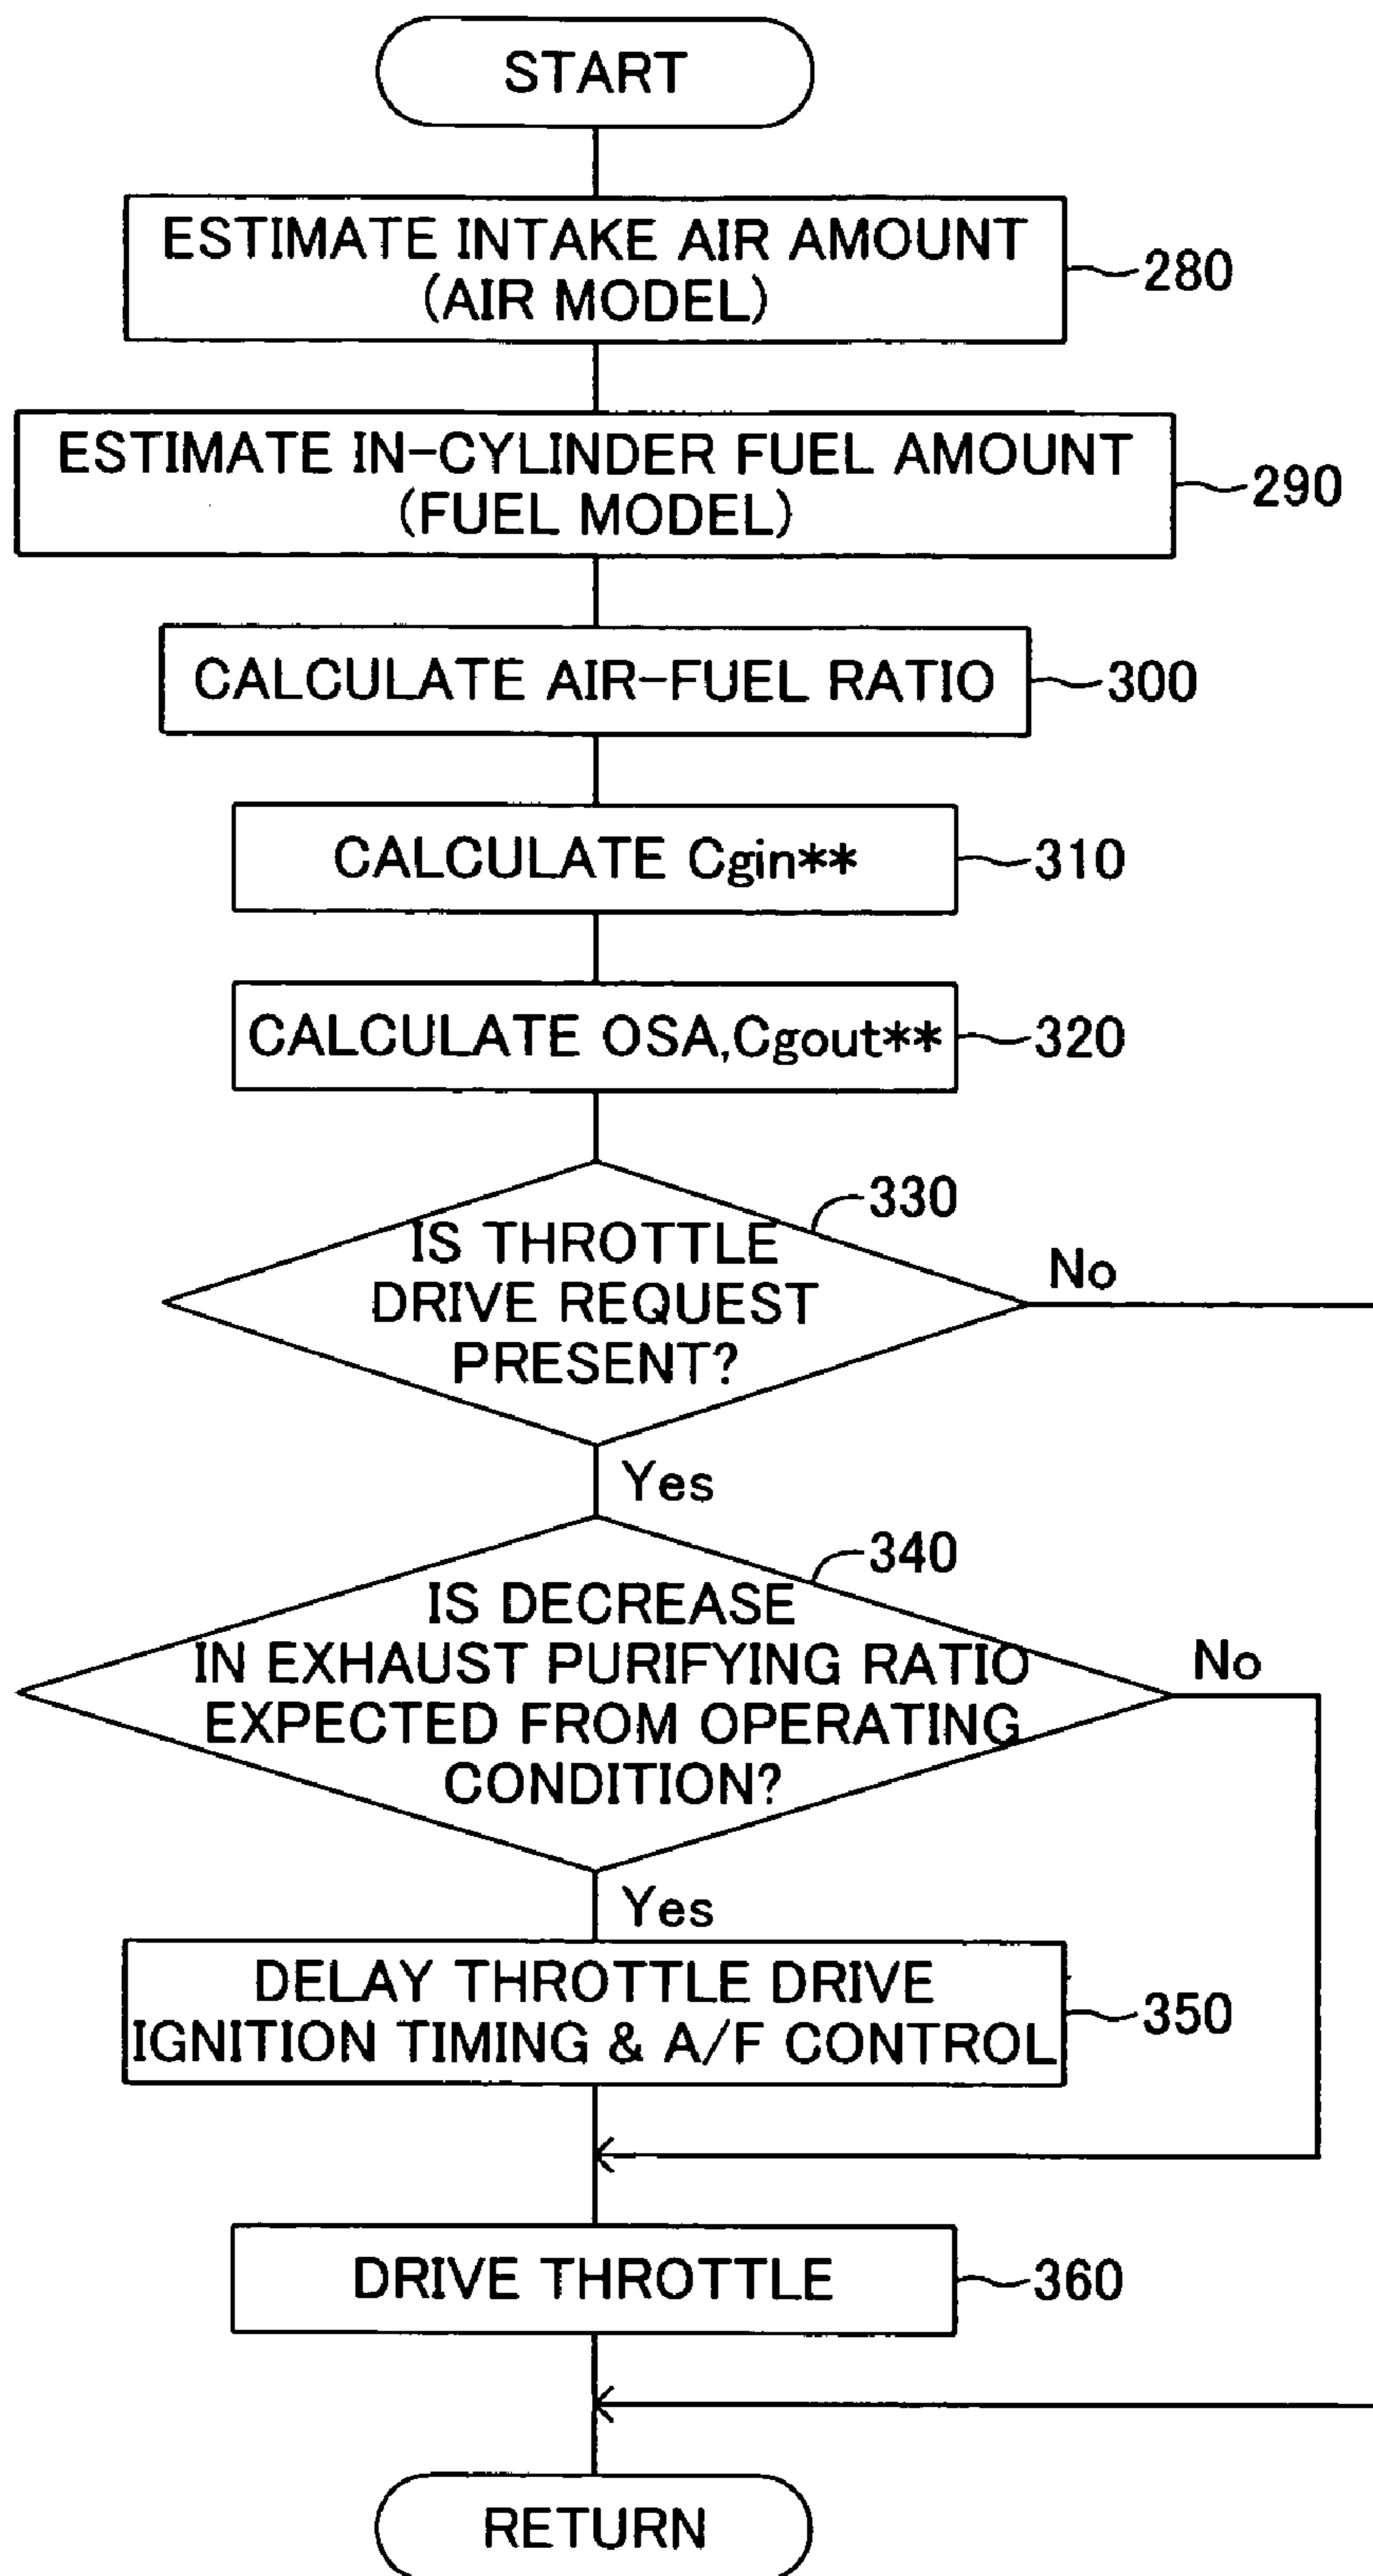 START
ESTIMATE INTAKE AIR AMOUNT
(AIR MODEL)
280
ESTIMATE IN-CYLINDER FUEL AMOUNT
(FUEL MODEL)
290
CALCULATE AIR-FUEL RATIO
300
CALCULATE Cgin**
310
CALCULATE OSA,Cgout**
320
330
IS THROTTLE
DRIVE REQUEST
PRESENT?
No
Yes
340
IS DECREASE
IN EXHAUST PURIFYING RATIO
EXPECTED FROM OPERATING
CONDITION?
No
Yes
DELAY THROTTLE DRIVE
IGNITION TIMING & A/F CONTROL
350
DRIVE THROTTLE
360
RETURN